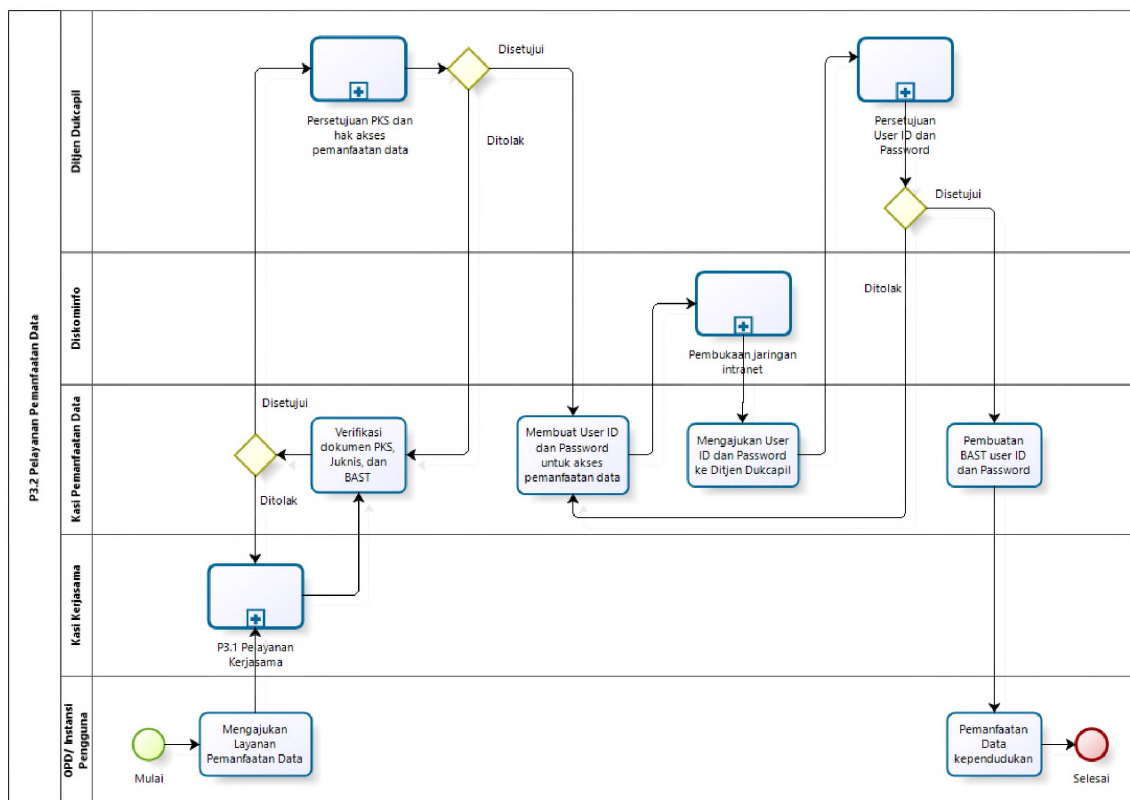 P3.2 Pelayanan Pemanfaatan Data
Ditjen Dukcapil
Persetujuan PKS dan
hak akses
pemanfaatan data
Disetujui
Ditolak
Persetujuan
User ID dan
Password
Disetujui
Ditolak
Diskominfo
Pembukaan jaringan
intranet
Kasi Pemanfaatan Data
Disetujui
Ditolak
Verifikasi
dokumen PKS,
Juknis, dan
BAST
Membuat User ID
dan Password
untuk akses
pemanfaatan data
Mengajukan User
ID dan Password
ke Ditjen Dukcapil
Pembuatan
BAST user ID
dan Password
Kasi Kerjasama
P3.1 Pelayanan
Kerjasama
OPD/ Instansi
Pengguna
Mulai
Mengajukan
Layanan
Pemanfaatan Data
Pemanfaatan
Data
kependudukan
Selesai